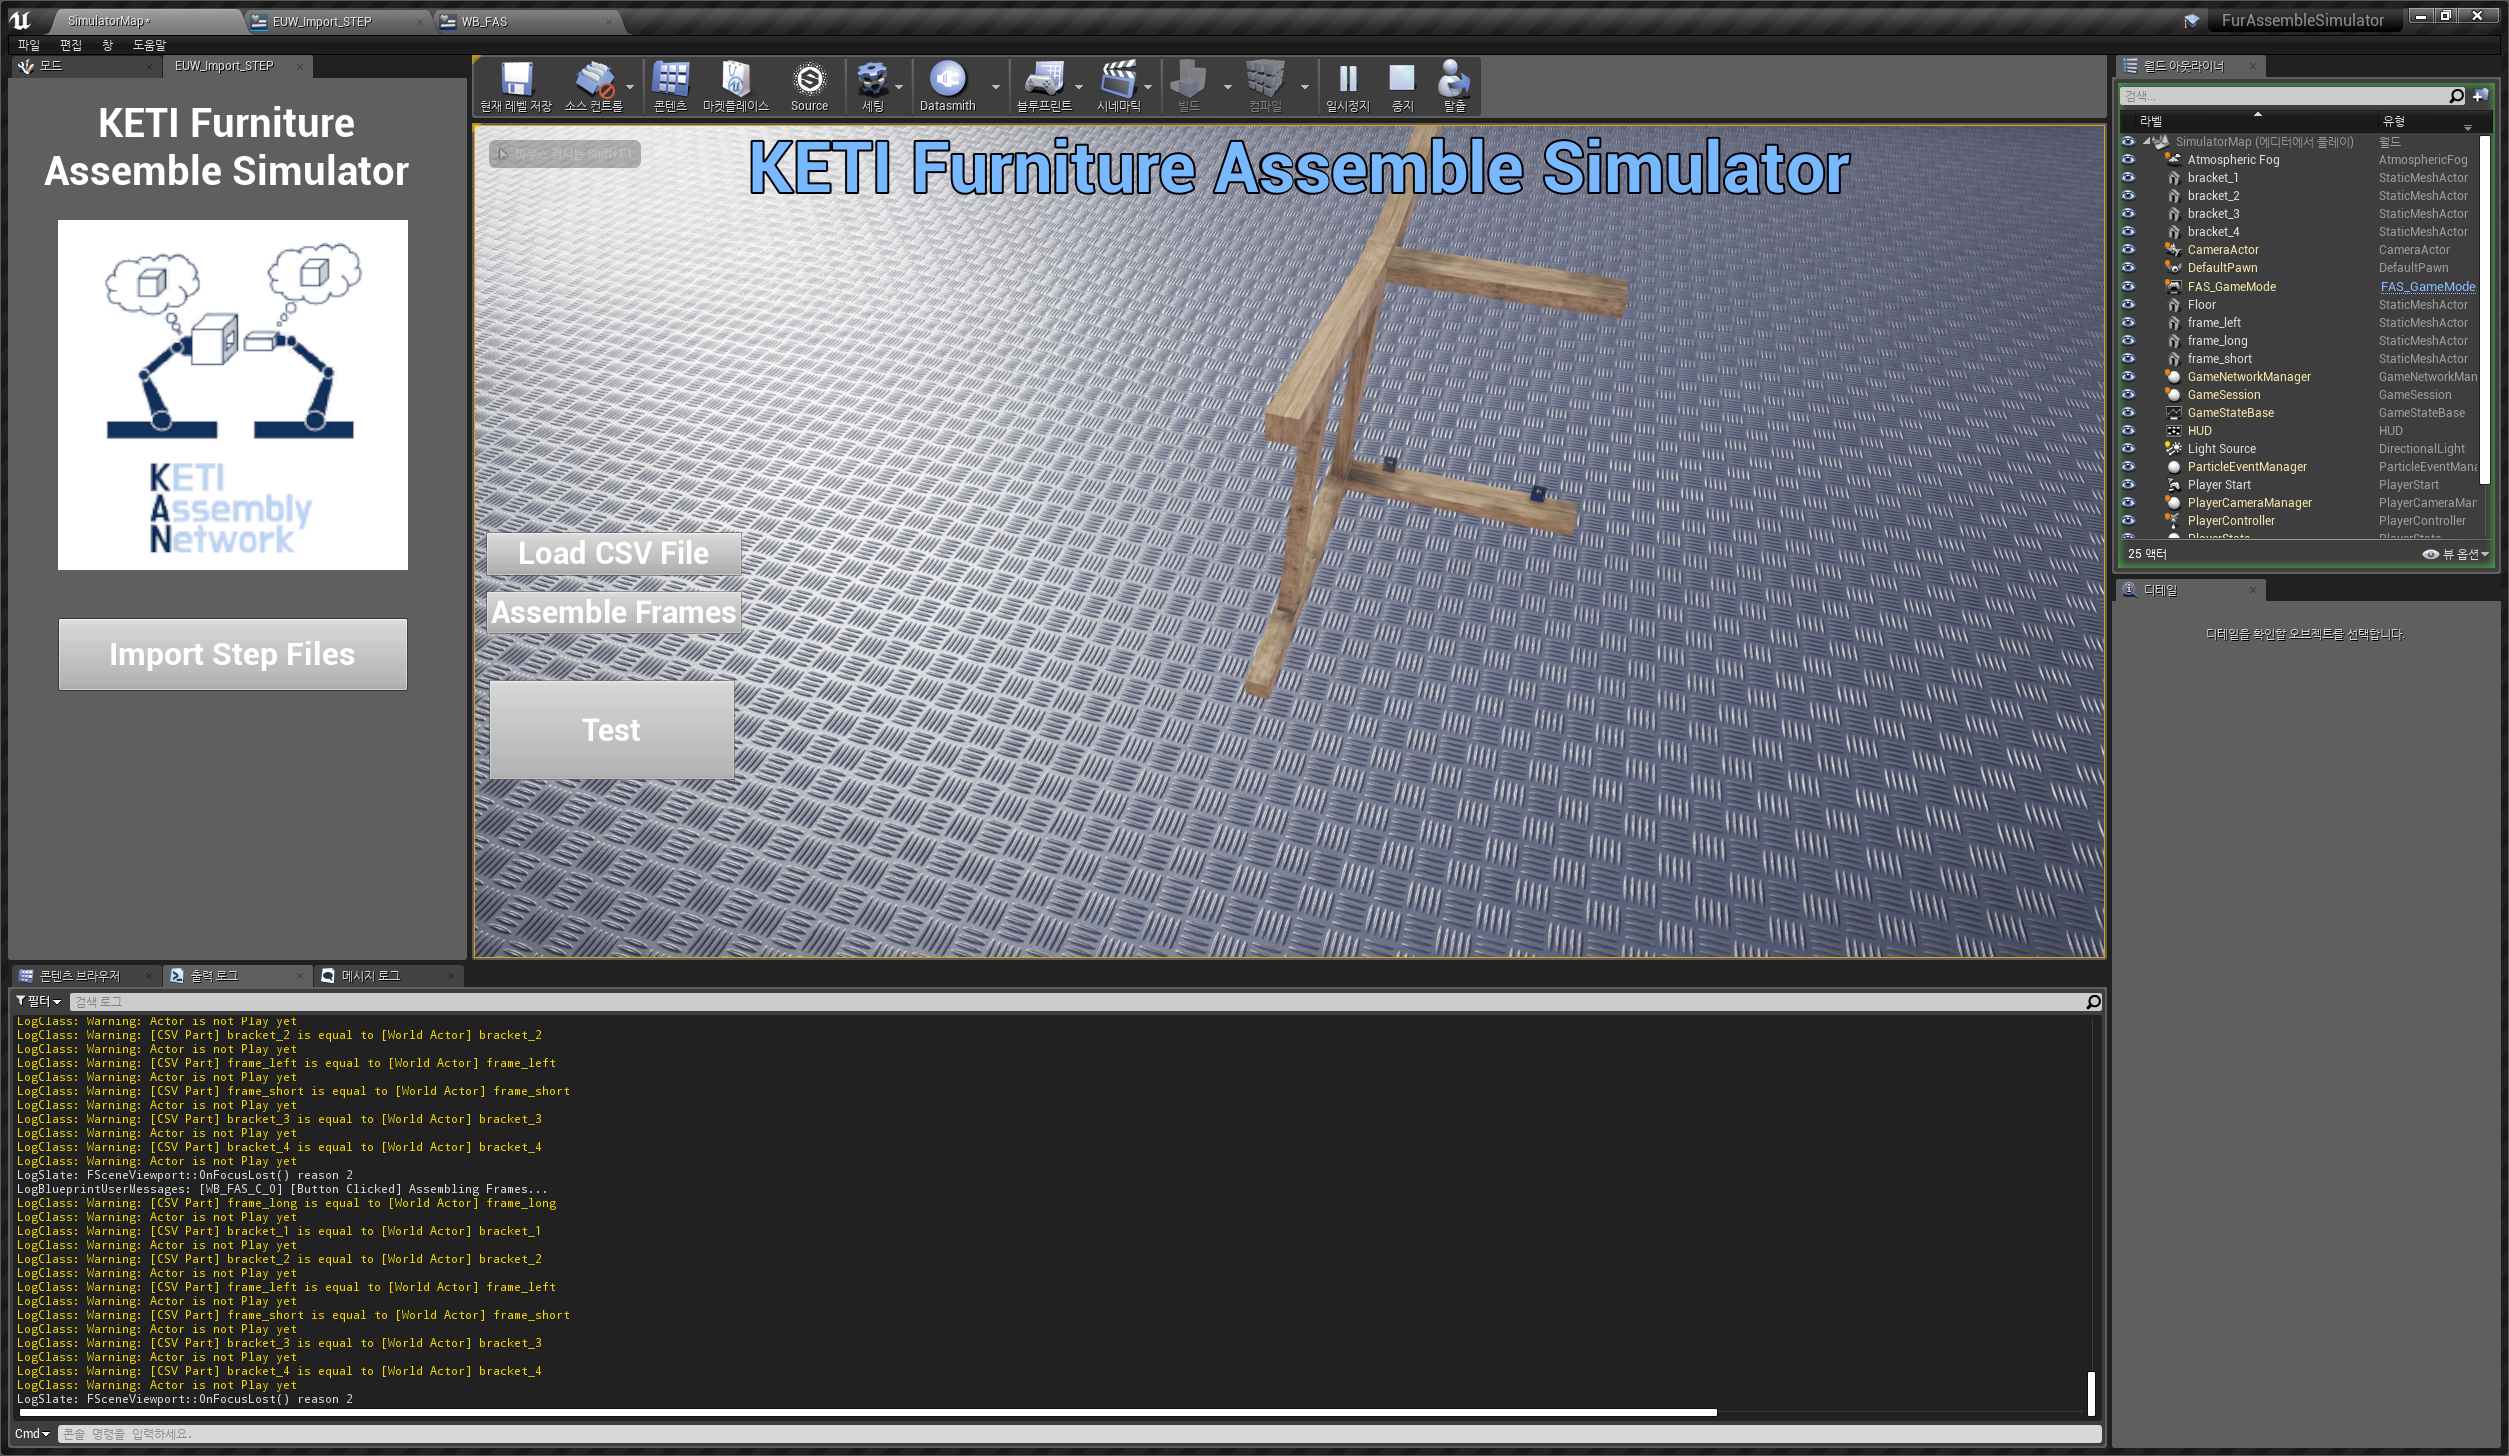 SimulatorMap*
EUW_Import_STEP
WB_FAS
FurAssembleSimulator
파일 편집 창 도움말
모드
EUW_Import_STEP
KETI Furniture
Assemble Simulator
KETI
Assembly
Network
Import Step Files
현재 레벨 저장
소스 컨트롤
콘텐츠
마켓플레이스
Source
세팅
Datasmith
블루프린트
시네마틱
빌드
컴파일
일시정지
중지
탈출
마우스 커서는 Shift+F1
KETI Furniture Assemble Simulator
Load CSV File
Assemble Frames
Test
월드 아웃라이너
검색...
라벨 유형
SimulatorMap (에디터에서 플레이) 월드
Atmospheric Fog AtmosphericFog
bracket_1 StaticMeshActor
bracket_2 StaticMeshActor
bracket_3 StaticMeshActor
bracket_4 StaticMeshActor
CameraActor CameraActor
DefaultPawn DefaultPawn
FAS_GameMode FAS_GameMode
Floor StaticMeshActor
frame_left StaticMeshActor
frame_long StaticMeshActor
frame_short StaticMeshActor
GameNetworkManager GameNetworkMan
GameSession GameSession
GameStateBase GameStateBase
HUD HUD
Light Source DirectionalLight
ParticleEventManager ParticleEventMana
Player Start PlayerStart
PlayerCameraManager PlayerCameraMan
PlayerController PlayerController
PlayerState PlayerState
25 액터
뷰 옵션
디테일
디테일을 확인할 오브젝트를 선택합니다.
콘텐츠 브라우저
출력 로그
메시지 로그
필터
검색 로그
LogClass: Warning: Actor is not Play yet
LogClass: Warning: [CSV Part] bracket_2 is equal to [World Actor] bracket_2
LogClass: Warning: Actor is not Play yet
LogClass: Warning: [CSV Part] frame_left is equal to [World Actor] frame_left
LogClass: Warning: Actor is not Play yet
LogClass: Warning: [CSV Part] frame_short is equal to [World Actor] frame_short
LogClass: Warning: Actor is not Play yet
LogClass: Warning: [CSV Part] bracket_3 is equal to [World Actor] bracket_3
LogClass: Warning: Actor is not Play yet
LogClass: Warning: [CSV Part] bracket_4 is equal to [World Actor] bracket_4
LogClass: Warning: Actor is not Play yet
LogSlate: FSceneViewport::OnFocusLost() reason 2
LogBlueprintUserMessages: [WB_FAS_C_0] [Button Clicked] Assembling Frames...
LogClass: Warning: [CSV Part] frame_long is equal to [World Actor] frame_long
LogClass: Warning: Actor is not Play yet
LogClass: Warning: [CSV Part] bracket_1 is equal to [World Actor] bracket_1
LogClass: Warning: Actor is not Play yet
LogClass: Warning: [CSV Part] bracket_2 is equal to [World Actor] bracket_2
LogClass: Warning: Actor is not Play yet
LogClass: Warning: [CSV Part] frame_left is equal to [World Actor] frame_left
LogClass: Warning: Actor is not Play yet
LogClass: Warning: [CSV Part] frame_short is equal to [World Actor] frame_short
LogClass: Warning: Actor is not Play yet
LogClass: Warning: [CSV Part] bracket_3 is equal to [World Actor] bracket_3
LogClass: Warning: Actor is not Play yet
LogClass: Warning: [CSV Part] bracket_4 is equal to [World Actor] bracket_4
LogClass: Warning: Actor is not Play yet
LogSlate: FSceneViewport::OnFocusLost() reason 2
Cmd
콘솔 명령을 입력하세요.